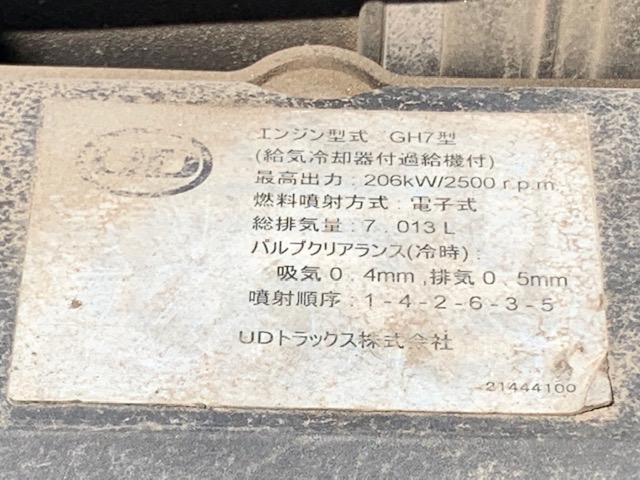 エンジン型式 GH7型
(給気冷却器付過給機付)
最高出力:206kW/2500 r.p.m.
燃料噴射方式:電子式
総排気量:7.013 L
バルブクリアランス(冷時):
吸気0.4mm,排気0.5mm
噴射順序:1-4-2-6-3-5
UDトラックス株式会社
21444100